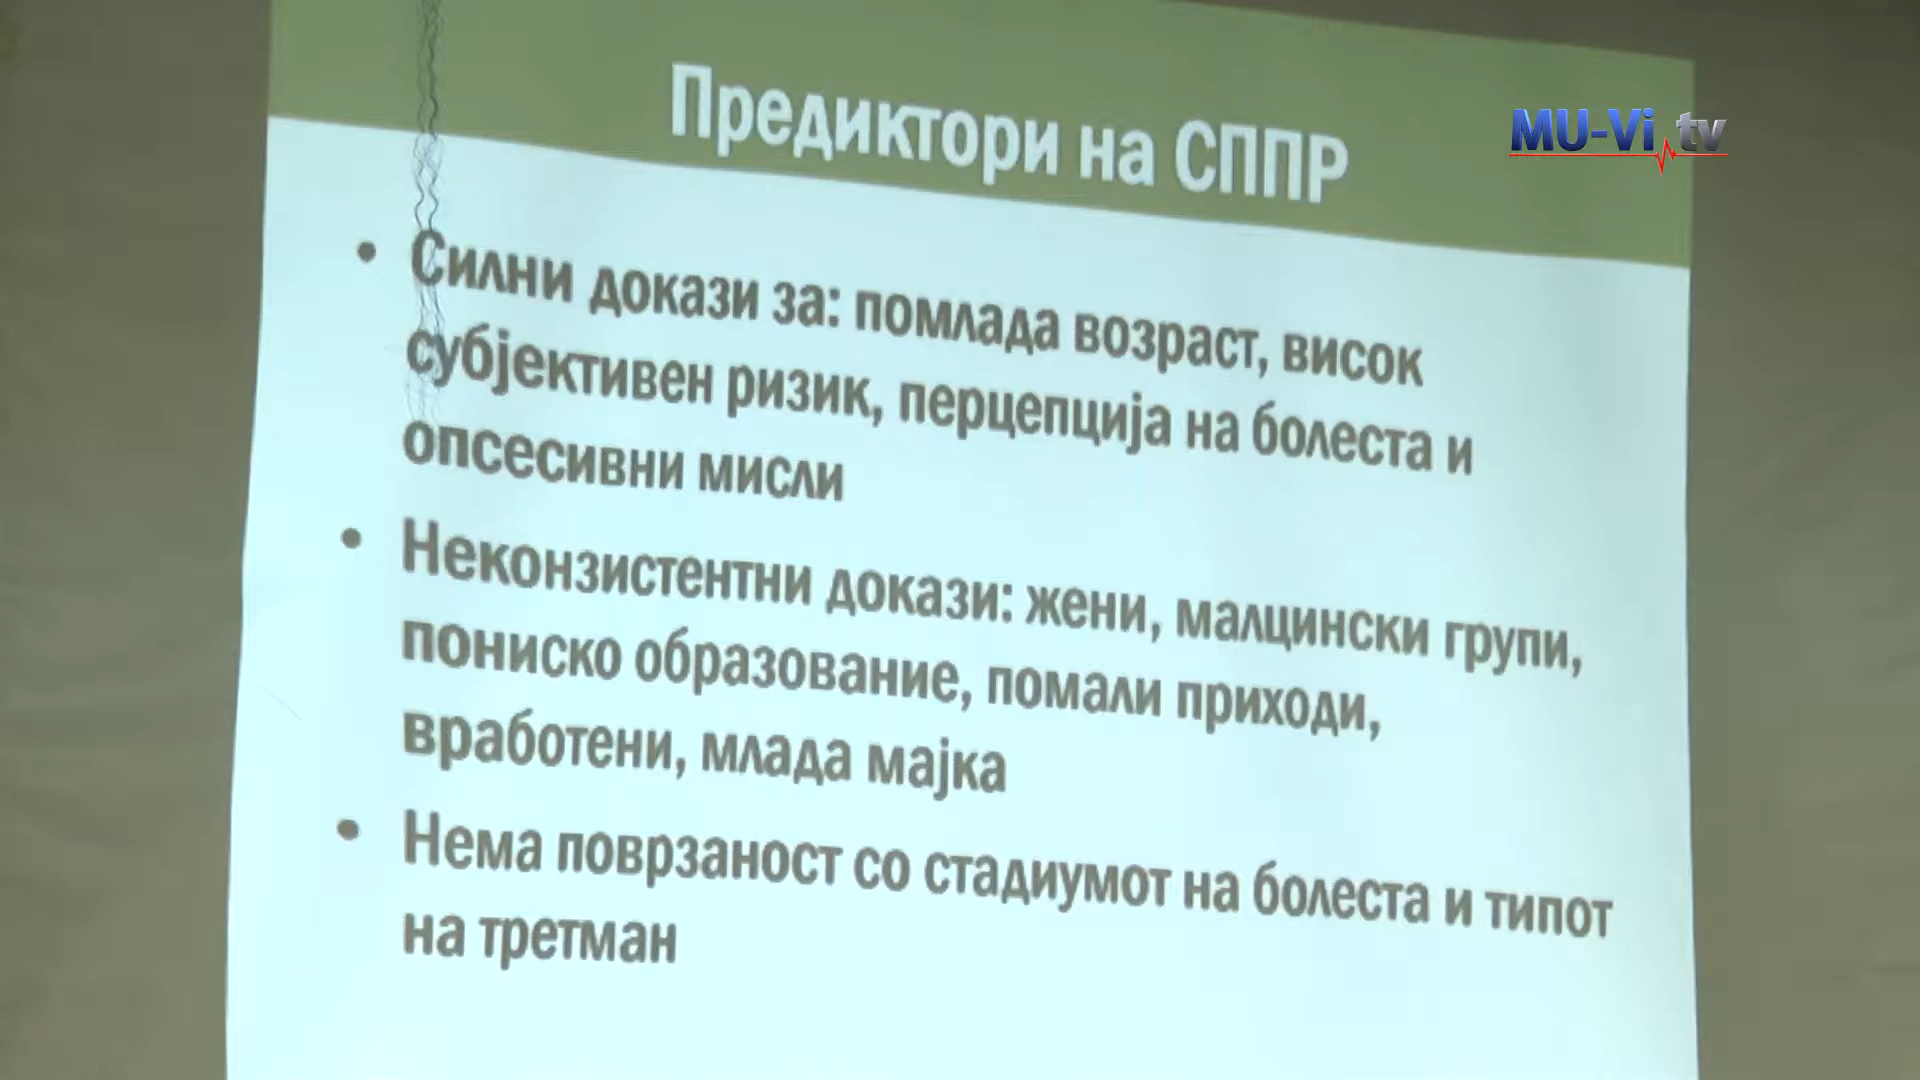 Предиктори на СППР
MU-Vi.tv
• Силни докази за: помлада возраст, висок
субјективен ризик, перцепција на болеста и
опсесивни мисли
• Неконзистентни докази: жени, малцински групи,
пониско образование, помали приходи,
вработени, млада мајка
• Нема поврзаност со стадиумот на болеста и типот
на третман